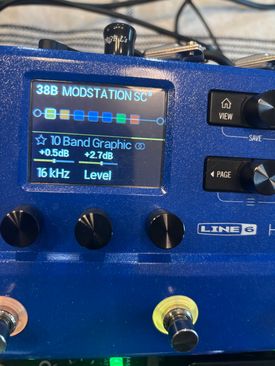 38B MODSTATION SC
VIEW
SAVE
10 Band Graphic
+0.5dB +2.7dB
16 kHz Level
PAGE
LINE 6 H